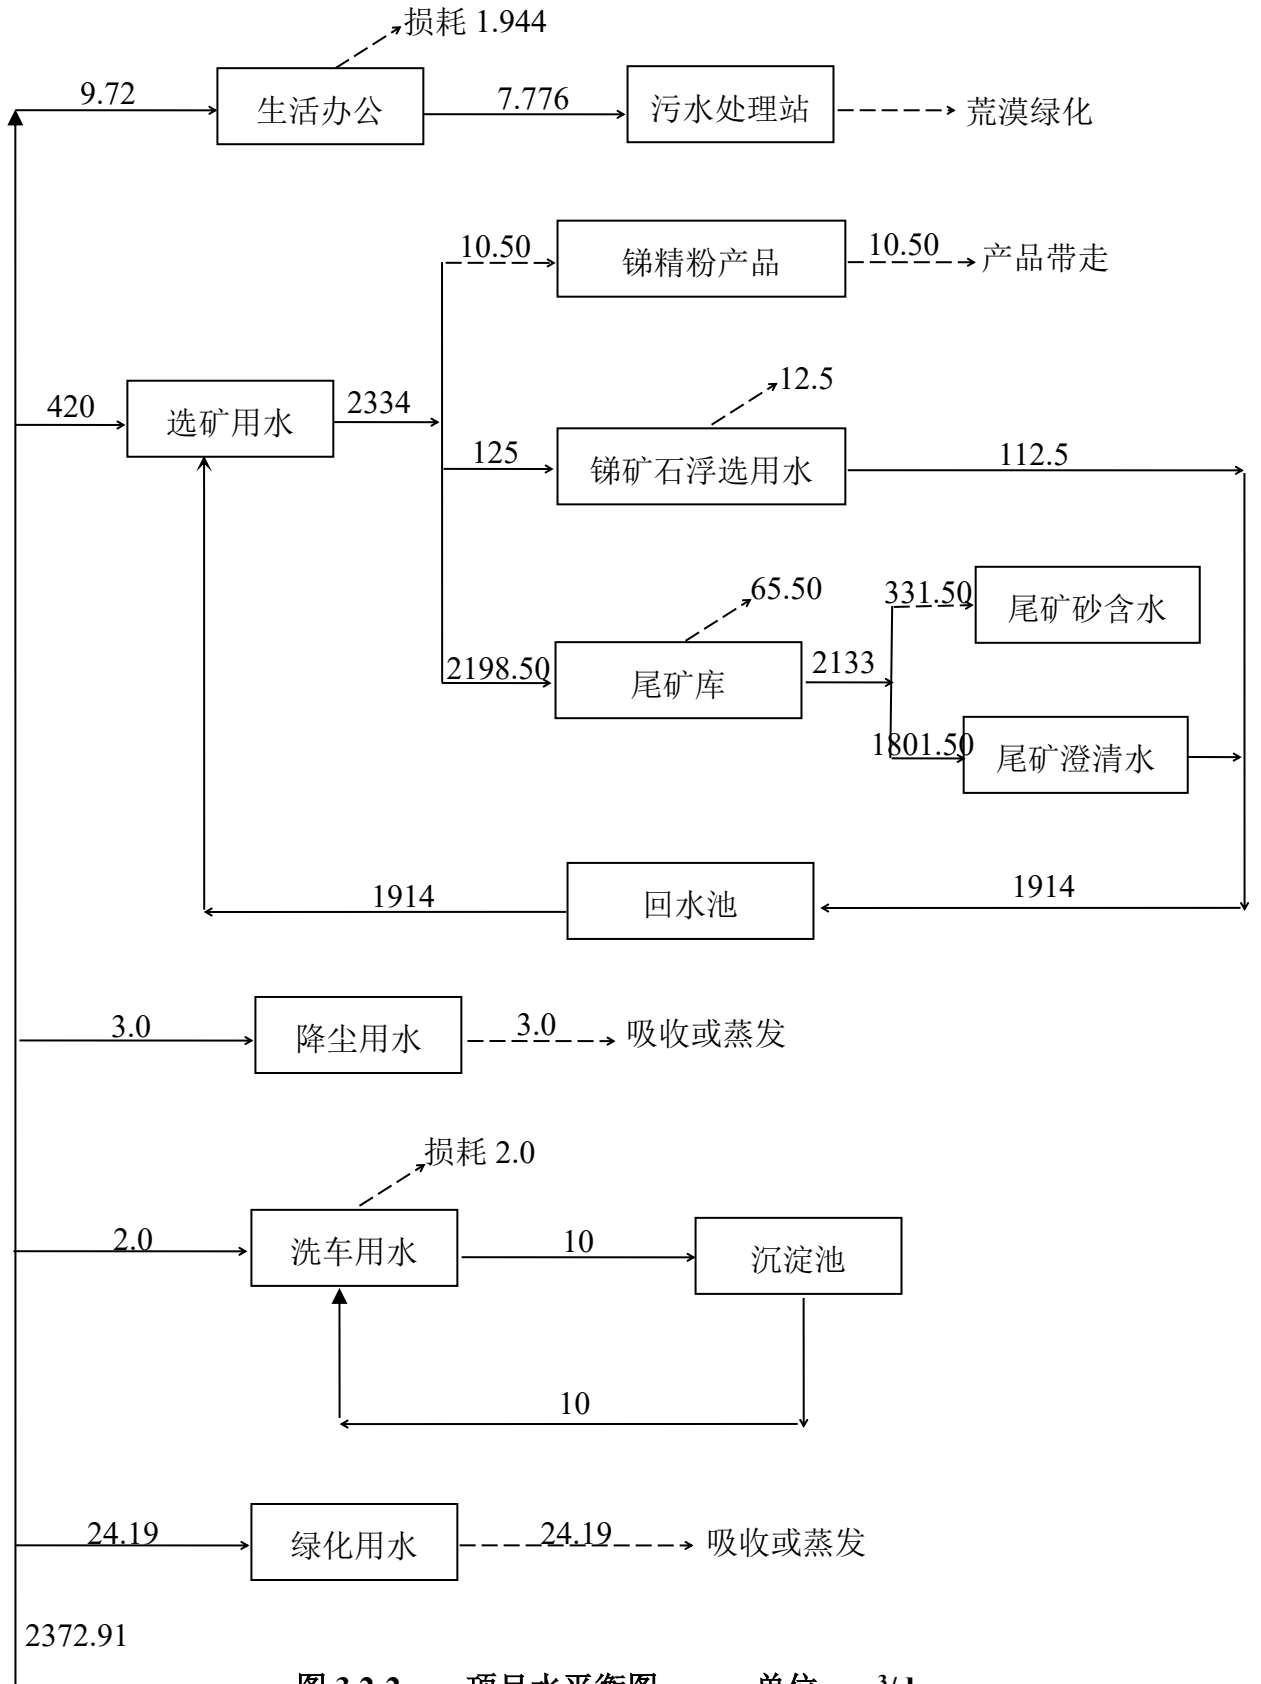 损耗 1.944
9.72
生活办公
7.776
污水处理站
荒漠绿化
10.50
锑精粉产品
10.50
产品带走
420
选矿用水
2334
12.5
125
锑矿石浮选用水
112.5
65.50
331.50
尾矿砂含水
2198.50
尾矿库
2133
1801.50
尾矿澄清水
1914
回水池
1914
3.0
降尘用水
3.0
吸收或蒸发
损耗 2.0
2.0
洗车用水
10
沉淀池
10
24.19
绿化用水
24.19
吸收或蒸发
2372.91
图 3.2-2 项目水平衡图 单位